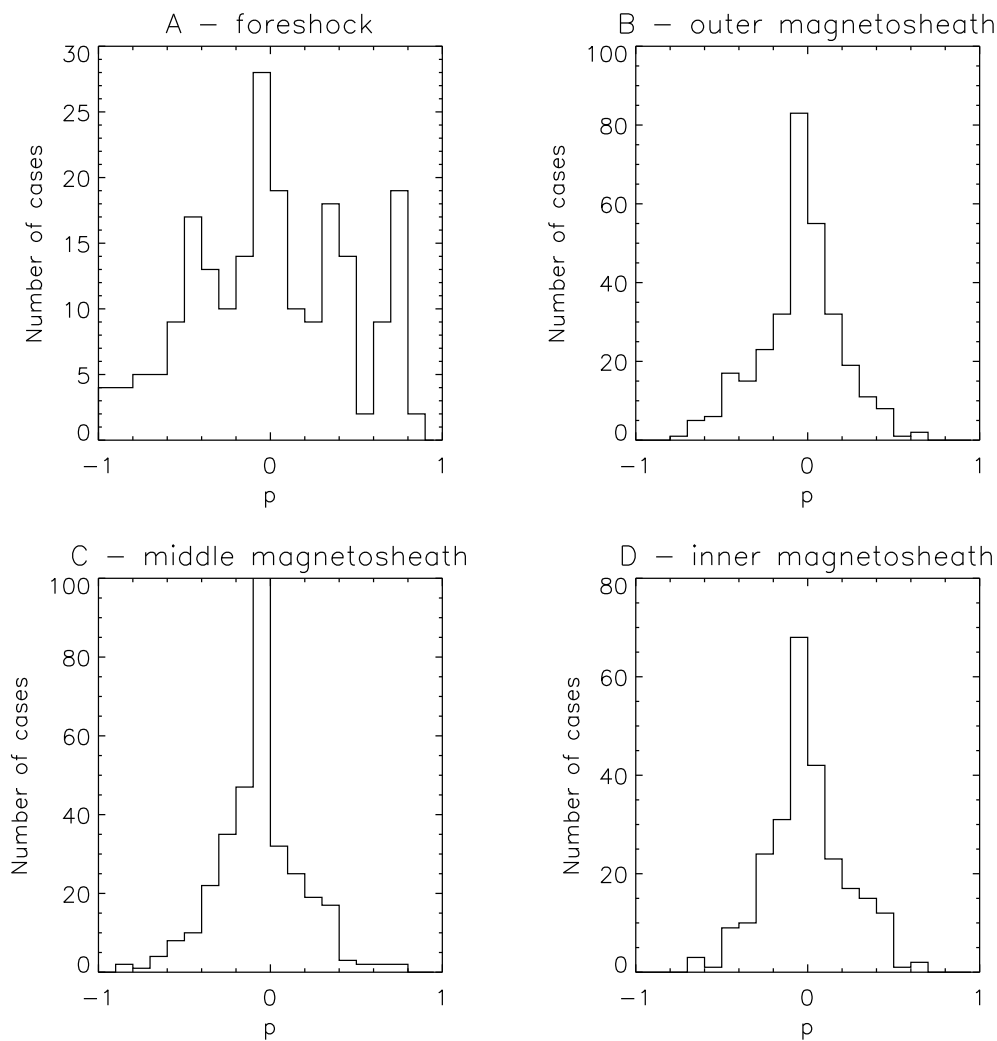 A – foreshock
30
25
20
15
10
5
0
Number of cases
−1 0 1
p
B – outer magnetosheath
100
80
60
40
20
0
Number of cases
−1 0 1
p
C – middle magnetosheath
100
80
60
40
20
0
Number of cases
−1 0 1
p
D – inner magnetosheath
80
60
40
20
0
Number of cases
−1 0 1
p